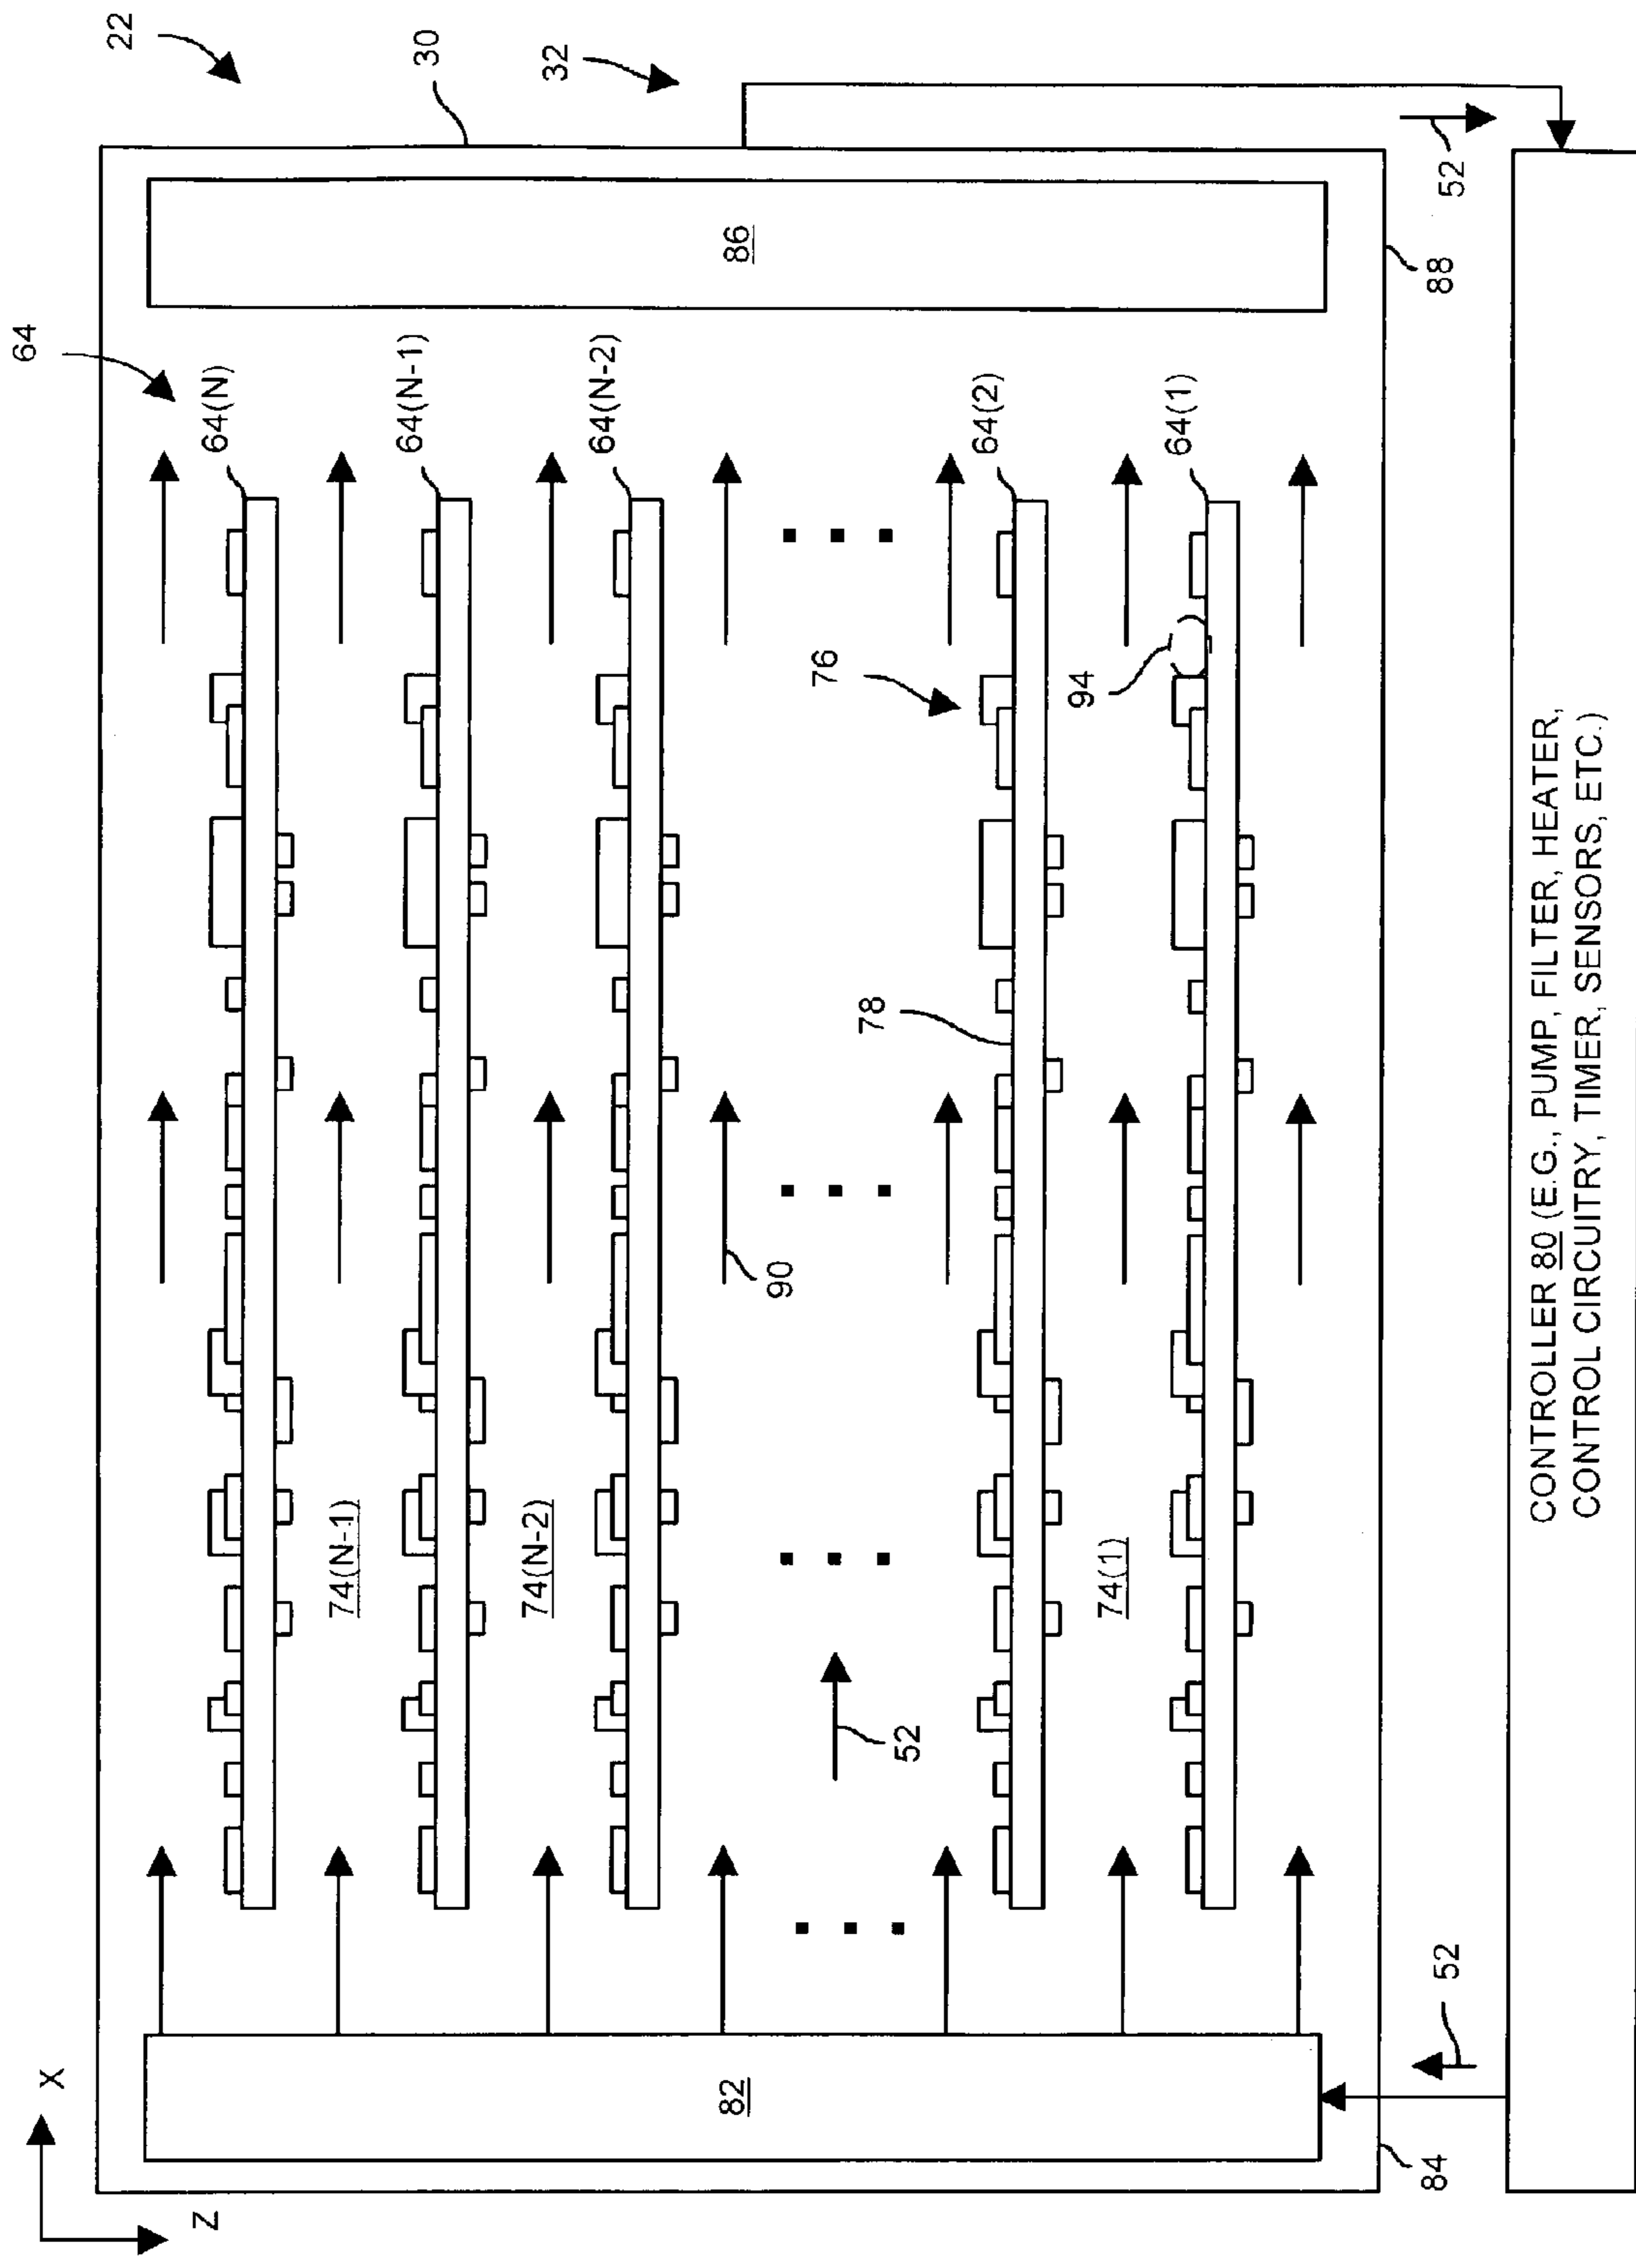 22
30
32
64
64(N)
64(N-1)
64(N-2)
64(2)
64(1)
86
88
52
76
94
78
90
74(N-1)
74(N-2)
74(1)
52
82
84
52
X
Z
CONTROLLER 80 (E.G., PUMP, FILTER, HEATER,
CONTROL CIRCUITRY, TIMER, SENSORS, ETC.)